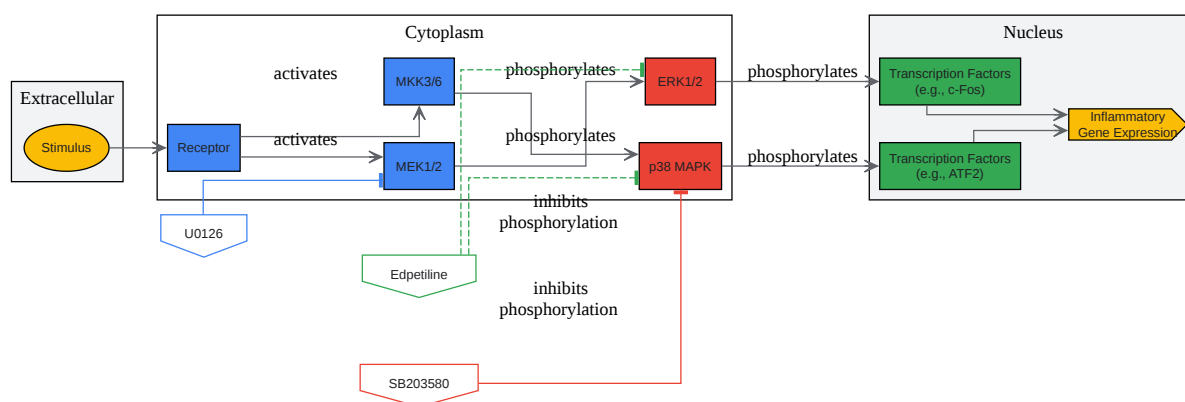 Cytoplasm
Nucleus
Extracellular
activates
MKK3/6
phosphorylates
ERK1/2
phosphorylates
Transcription Factors
(e.g., c-Fos)
Inflammatory
Gene Expression
Stimulus
Receptor
activates
MEK1/2
phosphorylates
p38 MAPK
phosphorylates
Transcription Factors
(e.g., ATF2)
inhibits
phosphorylation
U0126
Edpetiline
inhibits
phosphorylation
SB203580